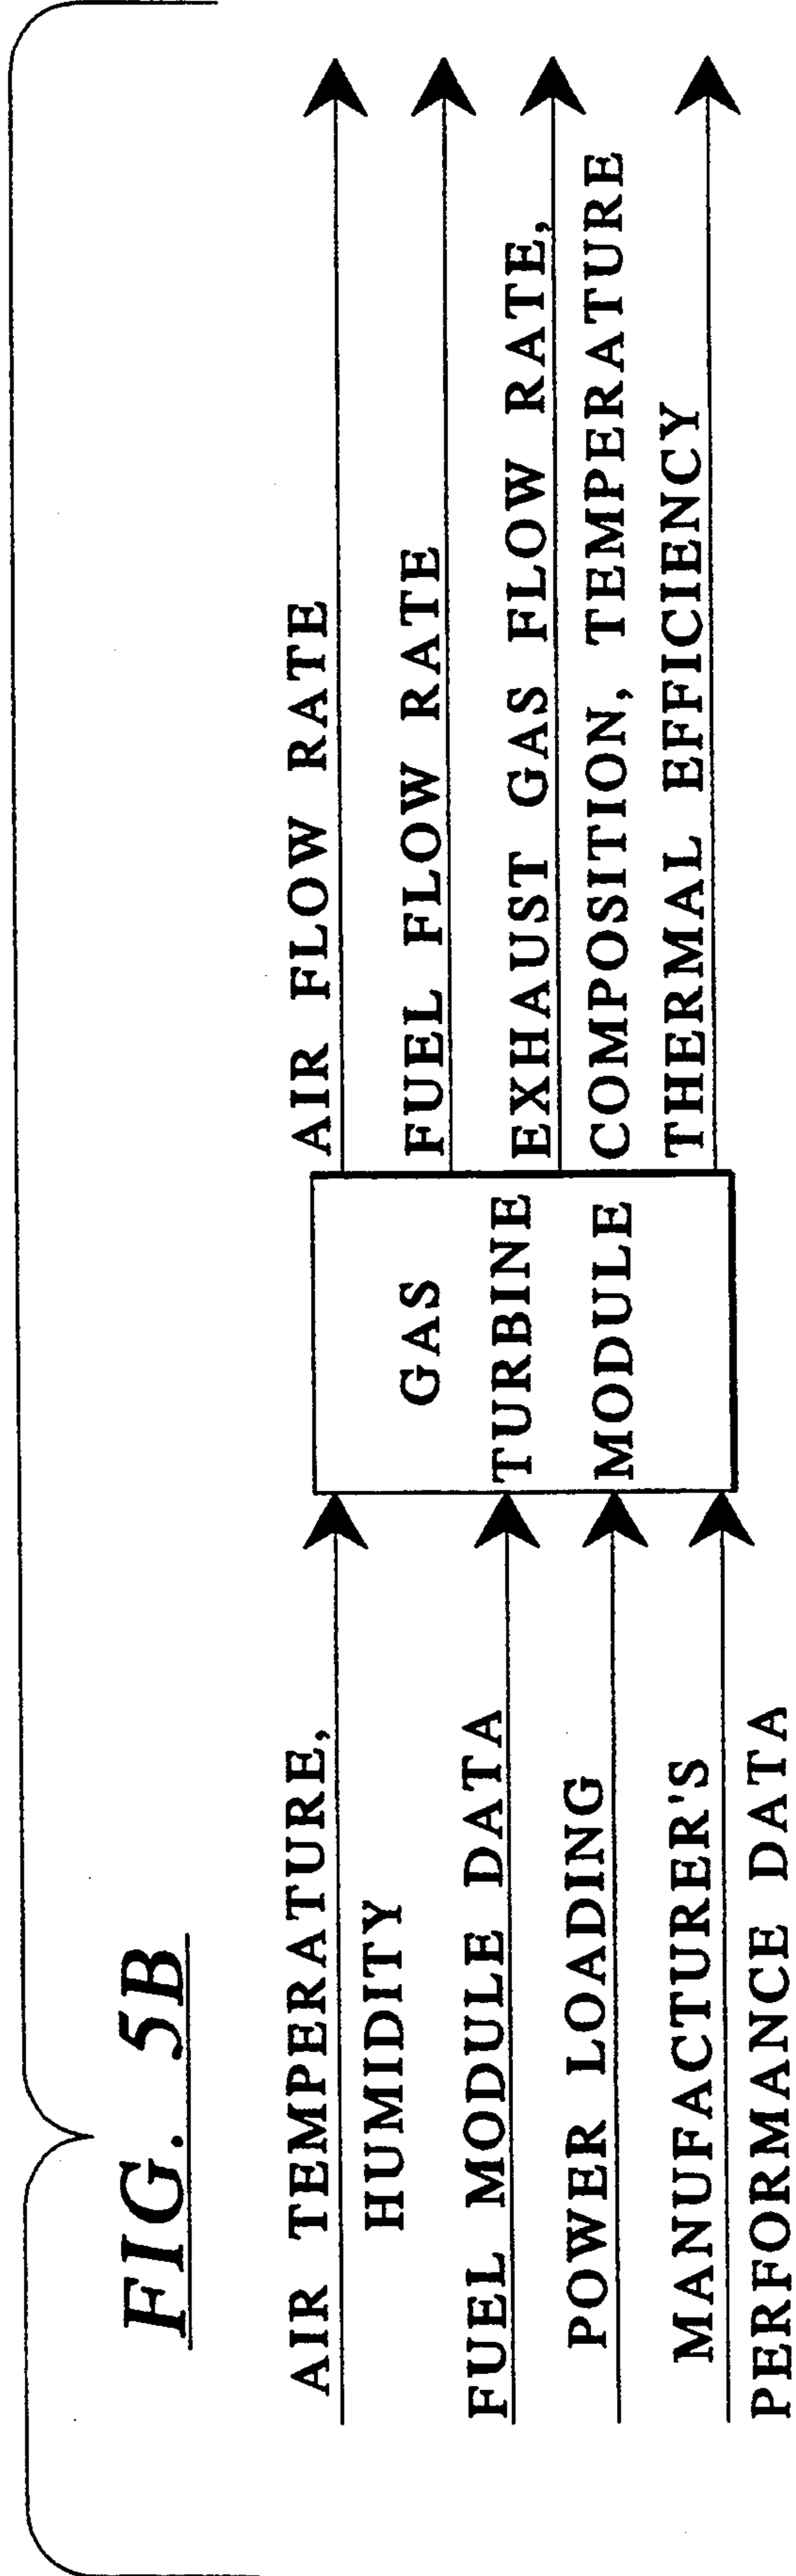 FIG. 5B
AIR TEMPERATURE,
HUMIDITY
FUEL MODULE DATA
POWER LOADING
MANUFACTURER'S
PERFORMANCE DATA
GAS
TURBINE
MODULE
AIR FLOW RATE
FUEL FLOW RATE
EXHAUST GAS FLOW RATE,
COMPOSITION, TEMPERATURE
THERMAL EFFICIENCY